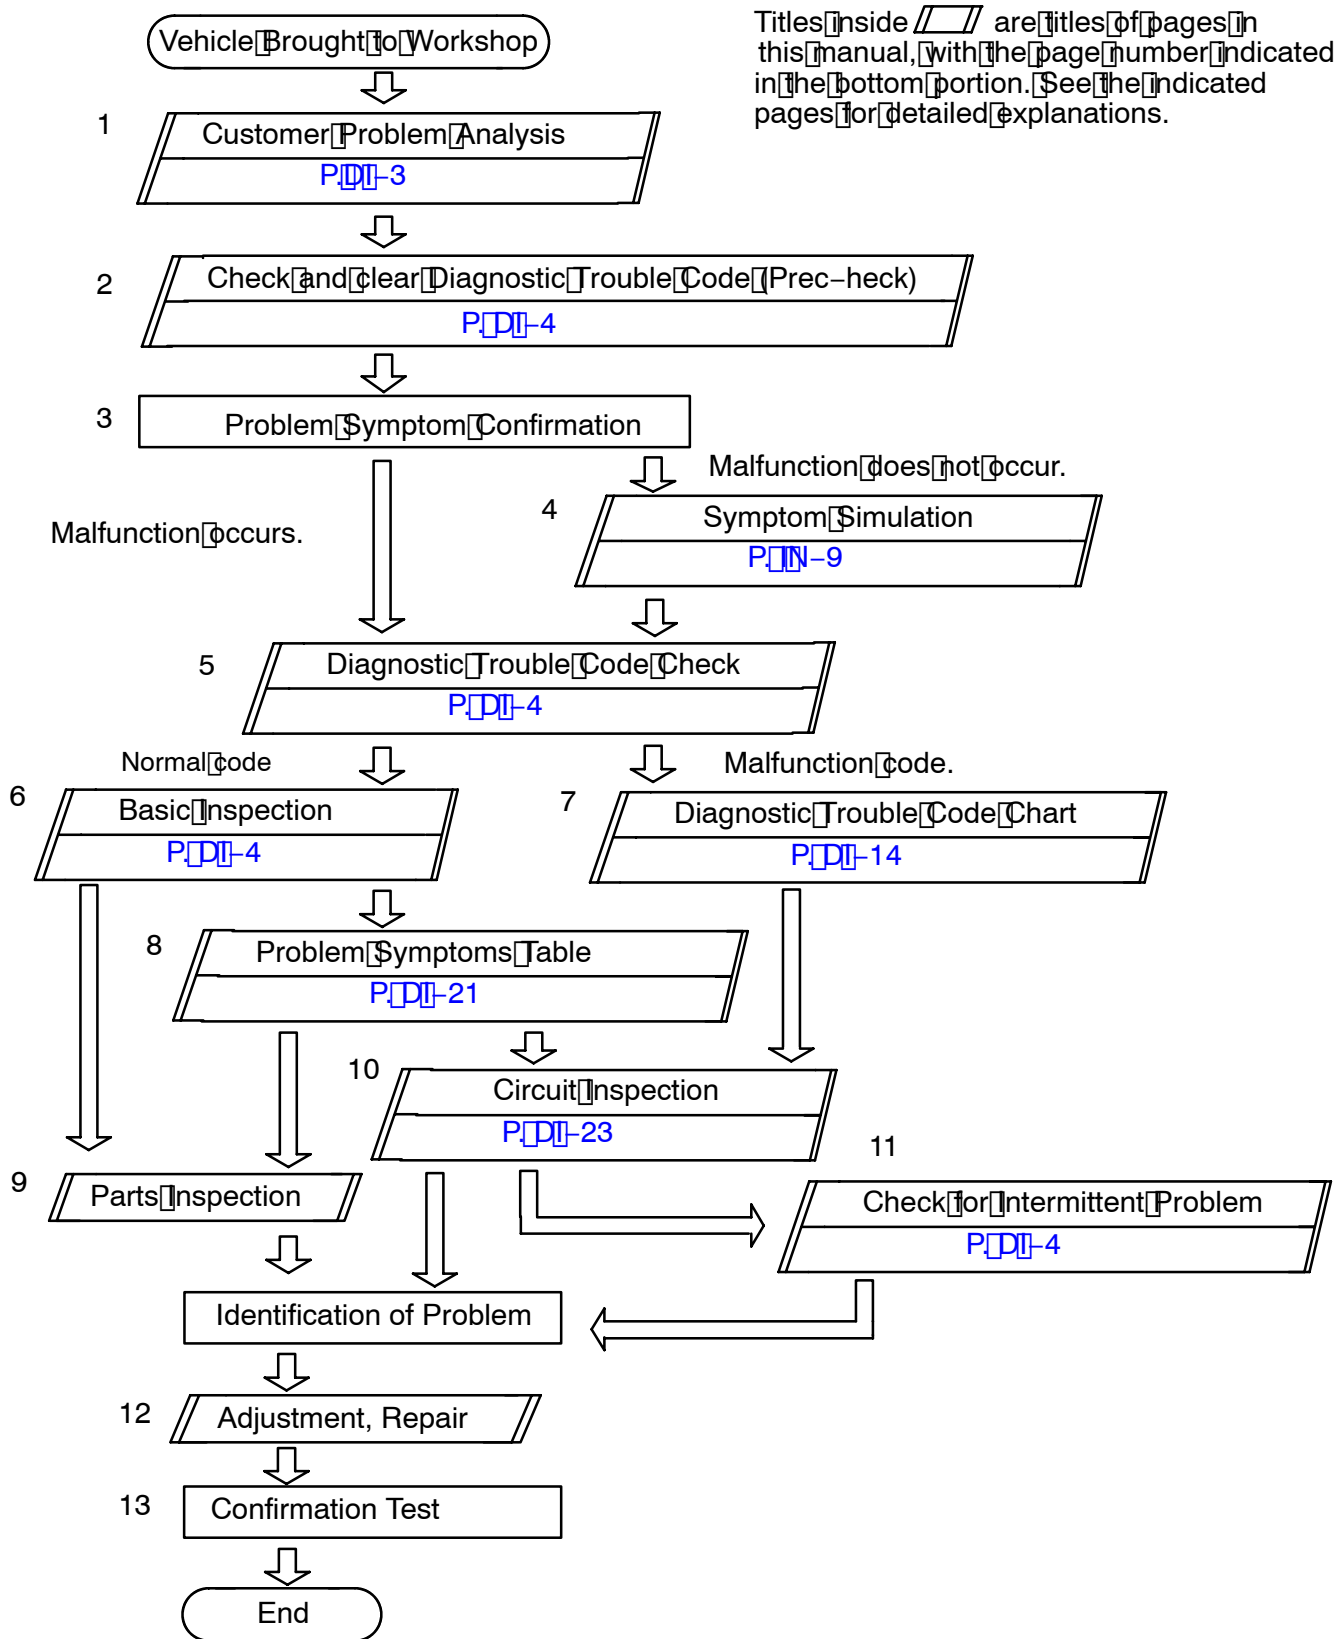 Vehicle Brought to Workshop
Titles inside are titles of pages in
this manual, with the page number indicated
in the bottom portion. See the indicated
pages for detailed explanations.
1
Customer Problem Analysis
P. DI–3
2
Check and clear Diagnostic Trouble Code (Prec–heck)
P. DI–4
3
Problem Symptom Confirmation
Malfunction does not occur.
Malfunction occurs.
4
Symptom Simulation
P. IN–9
5
Diagnostic Trouble Code Check
P. DI–4
Normal code
Malfunction code.
6
Basic Inspection
P. DI–4
7
Diagnostic Trouble Code Chart
P. DI–14
8
Problem Symptoms Table
P. DI–21
10
Circuit Inspection
P. DI–23
11
9
Parts Inspection
Check for Intermittent Problem
P. DI–4
Identification of Problem
12
Adjustment, Repair
13
Confirmation Test
End